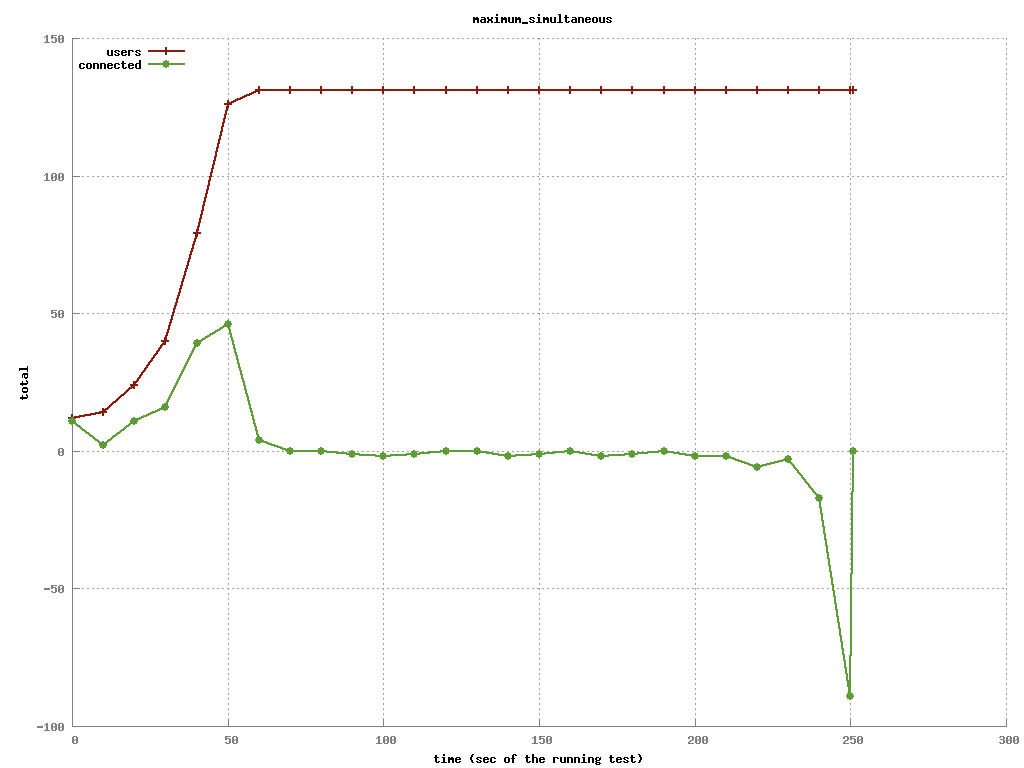 maximum_simultaneous
users
connected
150
100
50
0
-50
-100
total
0 50 100 150 200 250 300
time (sec of the running test)